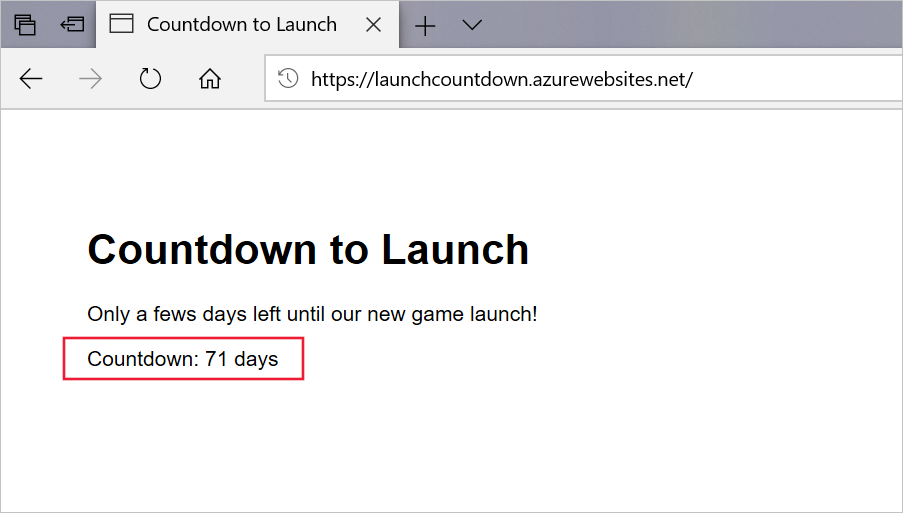 Countdown to Launch
https://launchcountdown.azurewebsites.net/
Countdown to Launch
Only a fews days left until our new game launch!
Countdown: 71 days